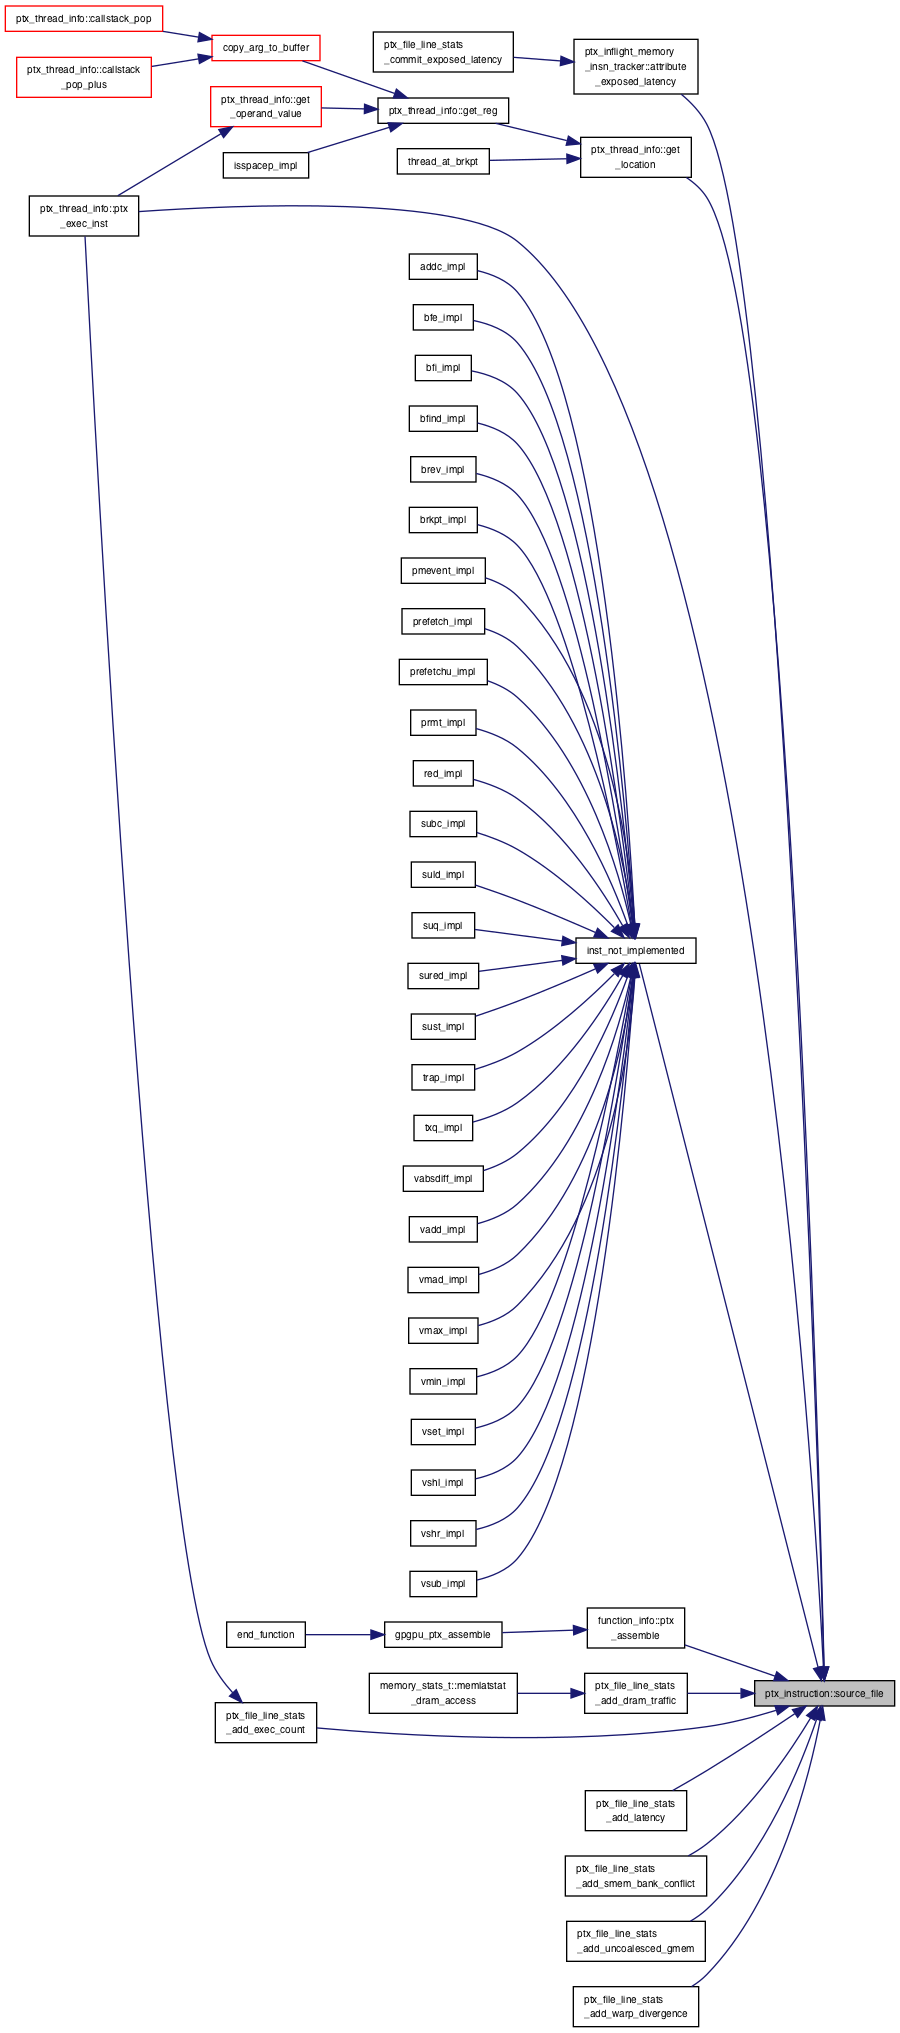 ptx_thread_info::callstack_pop
copy_arg_to_buffer
ptx_thread_info::callstack
_pop_plus
ptx_file_line_stats
_commit_exposed_latency
ptx_inflight_memory
_insn_tracker::attribute
_exposed_latency
ptx_thread_info::get
_operand_value
ptx_thread_info::get_reg
isspacep_impl
thread_at_brkpt
ptx_thread_info::get
_location
ptx_thread_info::ptx
_exec_inst
addc_impl
bfe_impl
bfi_impl
bfind_impl
brev_impl
brkpt_impl
pmevent_impl
prefetch_impl
prefetchu_impl
prmt_impl
red_impl
subc_impl
suld_impl
suq_impl
inst_not_implemented
sured_impl
sust_impl
trap_impl
txq_impl
vabsdiff_impl
vadd_impl
vmad_impl
vmax_impl
vmin_impl
vset_impl
vshl_impl
vshr_impl
vsub_impl
end_function
gpgpu_ptx_assemble
function_info::ptx
_assemble
memory_stats_t::memlatstat
_dram_access
ptx_file_line_stats
_add_dram_traffic
ptx_instruction::source_file
ptx_file_line_stats
_add_exec_count
ptx_file_line_stats
_add_latency
ptx_file_line_stats
_add_smem_bank_conflict
ptx_file_line_stats
_add_uncoalesced_gmem
ptx_file_line_stats
_add_warp_divergence